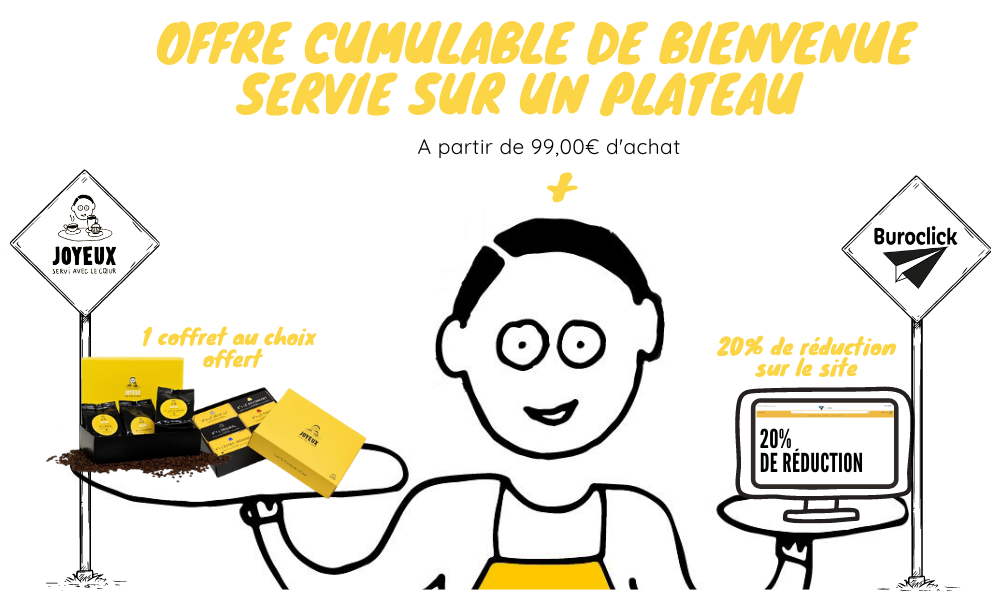 OFFRE CUMULABLE DE BIENVENUE
SERVIE SUR UN PLATEAU
A partir de 99,00€ d'achat
+
JOYEUX
SERVI AVEC LE CŒUR
Buroclick
1 coffret au choix
offert
20% de réduction
sur le site
JOYEUX
JOYEUX
20%
DE RÉDUCTION